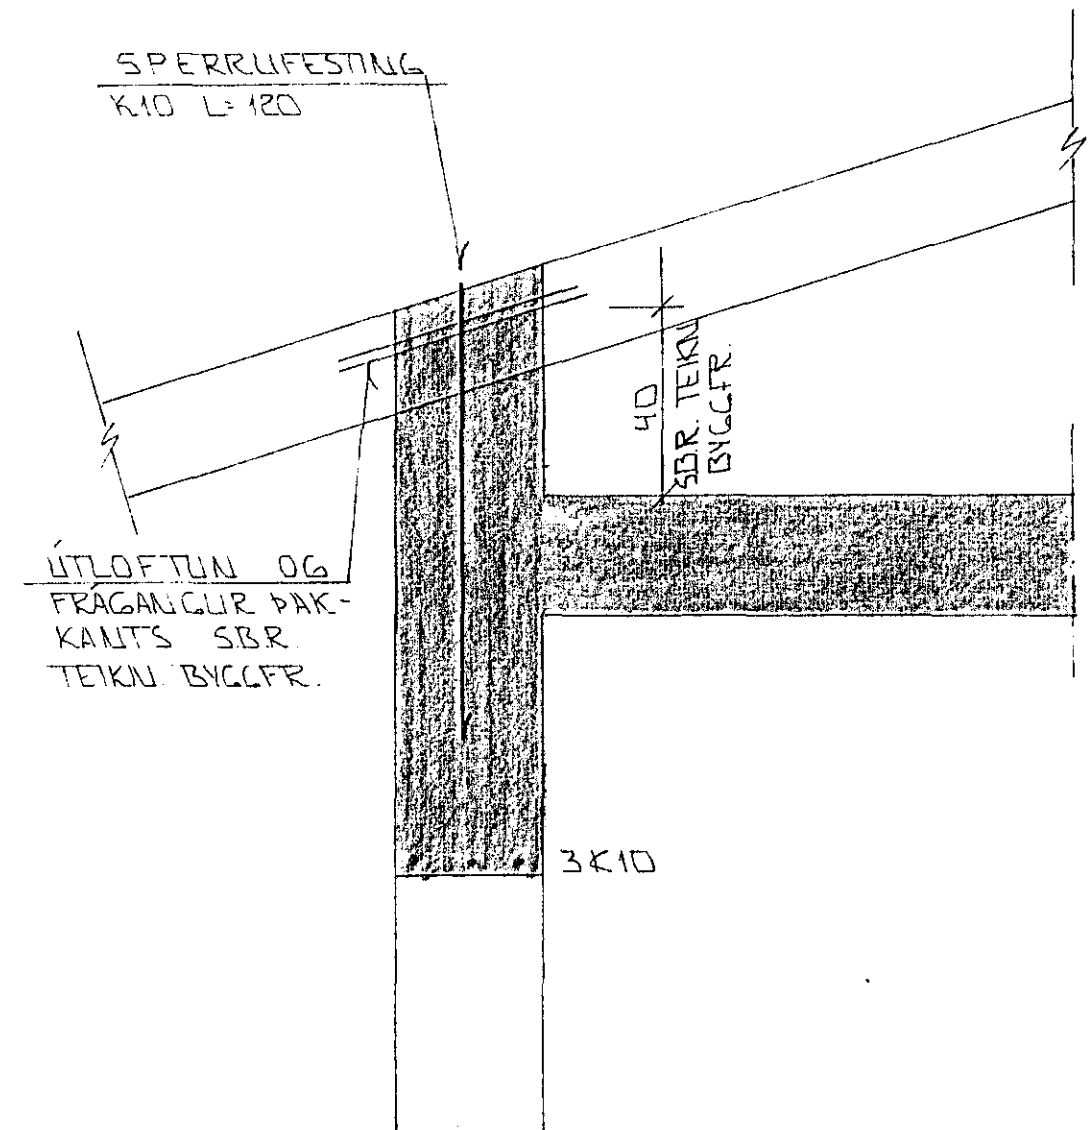 SPERRUFESTING
K10 L=120
40
SBR. TEIKN
BYGGFR.
ÚTLOFTUN OG
FRÁGANGUR ÞAK-
KANTS SBR.
TEIKN. BYGGFR.
3K10